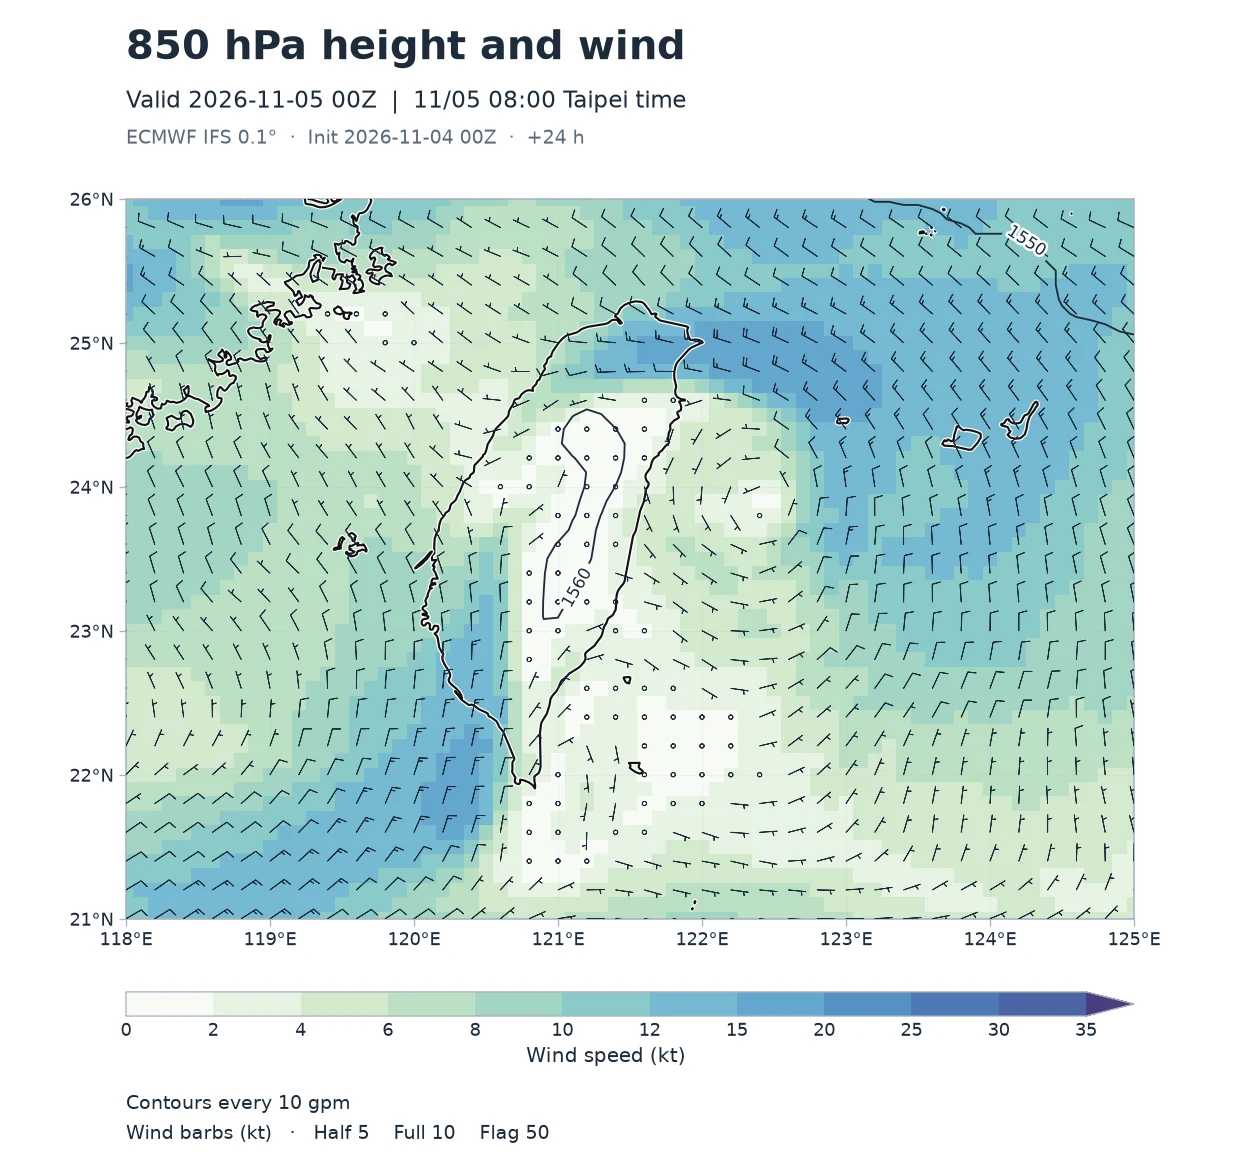 850 hPa height and wind
Valid 2026-11-05 00Z | 11/05 08:00 Taipei time
ECMWF IFS 0.1° · Init 2026-11-04 00Z · +24 h
26°N
25°N
24°N
23°N
22°N
21°N
1550
1560
118°E 119°E 120°E 121°E 122°E 123°E 124°E 125°E
0 2 4 6 8 10 12 15 20 25 30 35
Wind speed (kt)
Contours every 10 gpm
Wind barbs (kt) · Half 5 Full 10 Flag 50